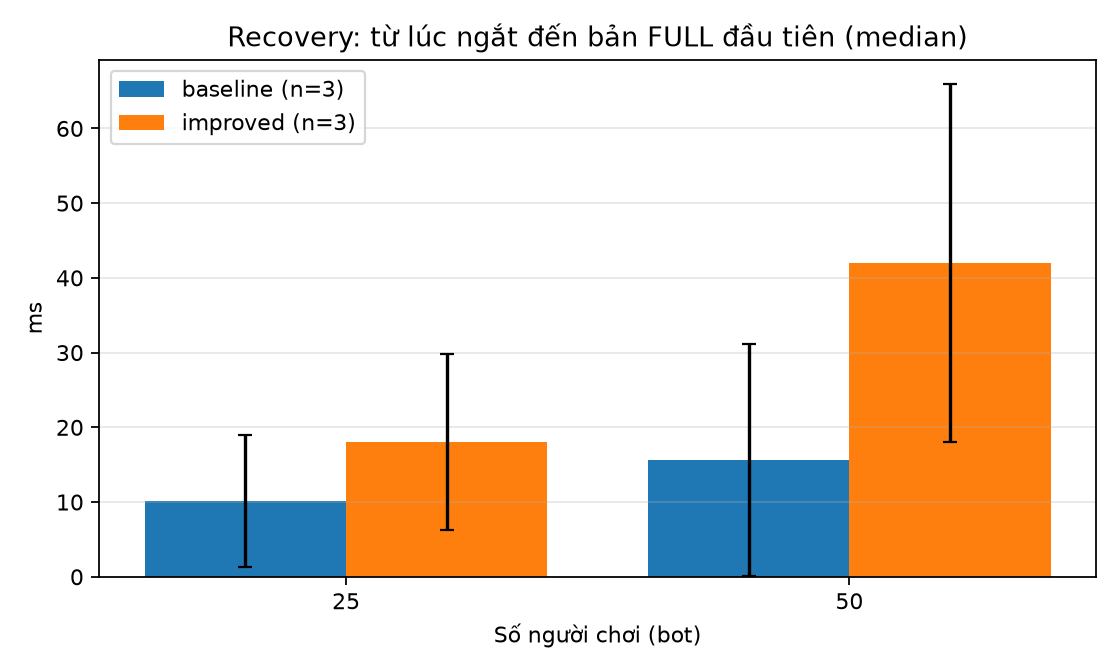 Recovery: từ lúc ngắt đến bản FULL đầu tiên (median)
baseline (n=3)
improved (n=3)
60
50
40
30
20
10
0
ms
25
50
Số người chơi (bot)